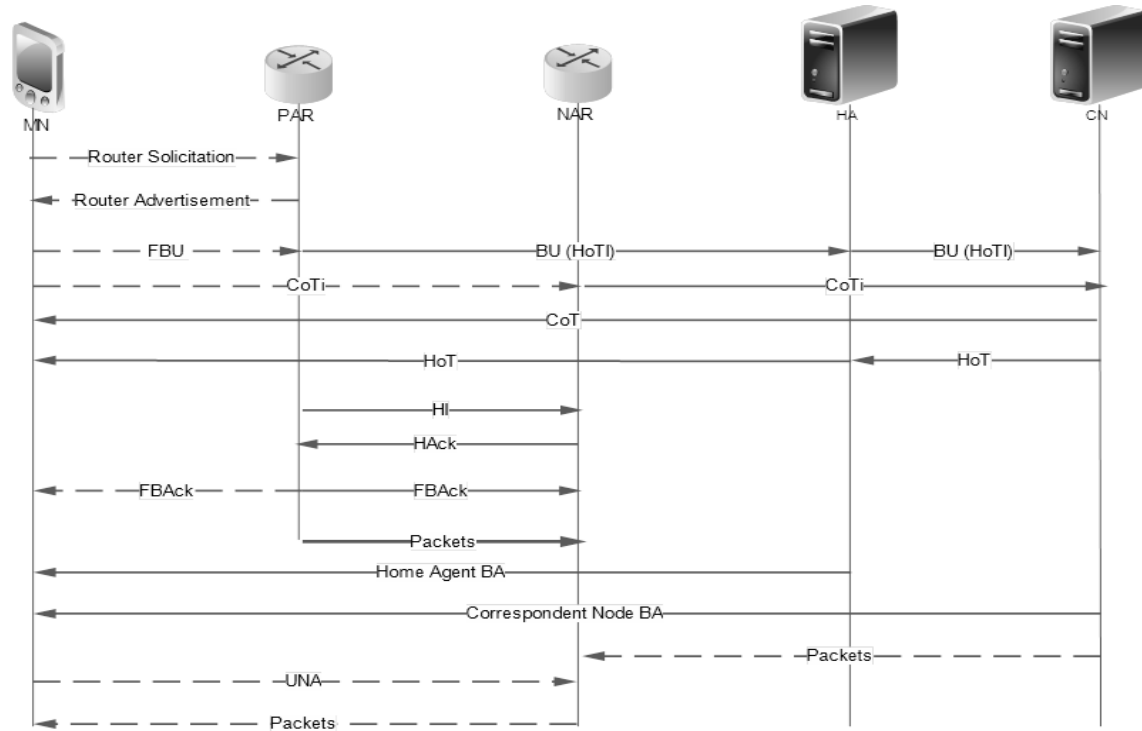 MN
PAR
NAR
HA
CN
Router Solicitation
Router Advertisement
FBU
BU (HoTI)
BU (HoTI)
CoTi
CoTi
CoT
HoT
HoT
HI
HAck
FBAck
FBAck
Packets
Home Agent BA
Correspondent Node BA
Packets
UNA
Packets